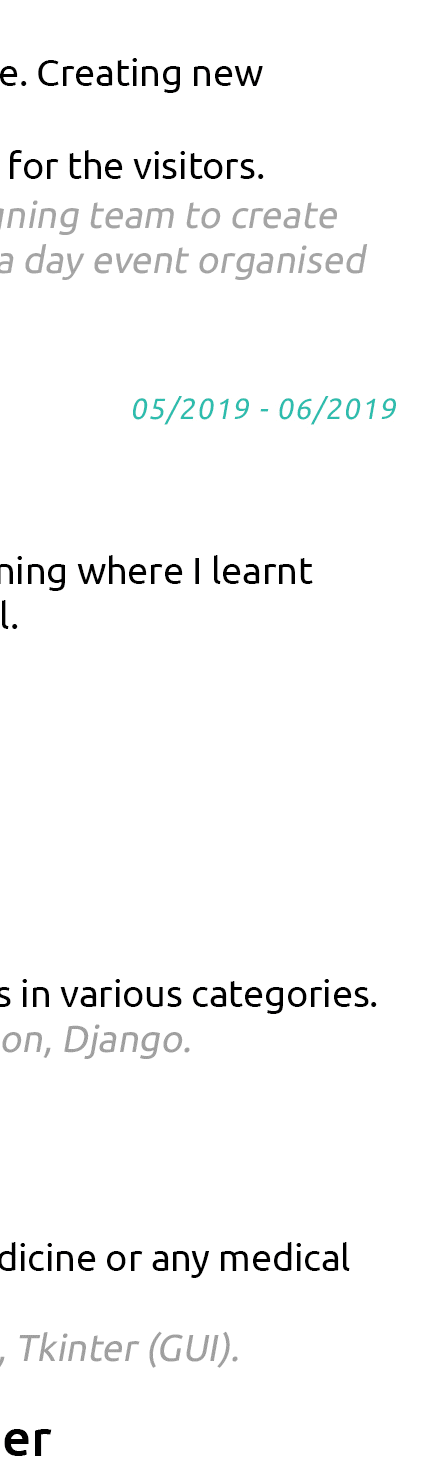 e. Creating new
for the visitors.
gning team to create
a day event organised
05/2019 - 06/2019
ning where I learnt
l.
s in various categories.
on, Django.
dicine or any medical
, Tkinter (GUI).
er